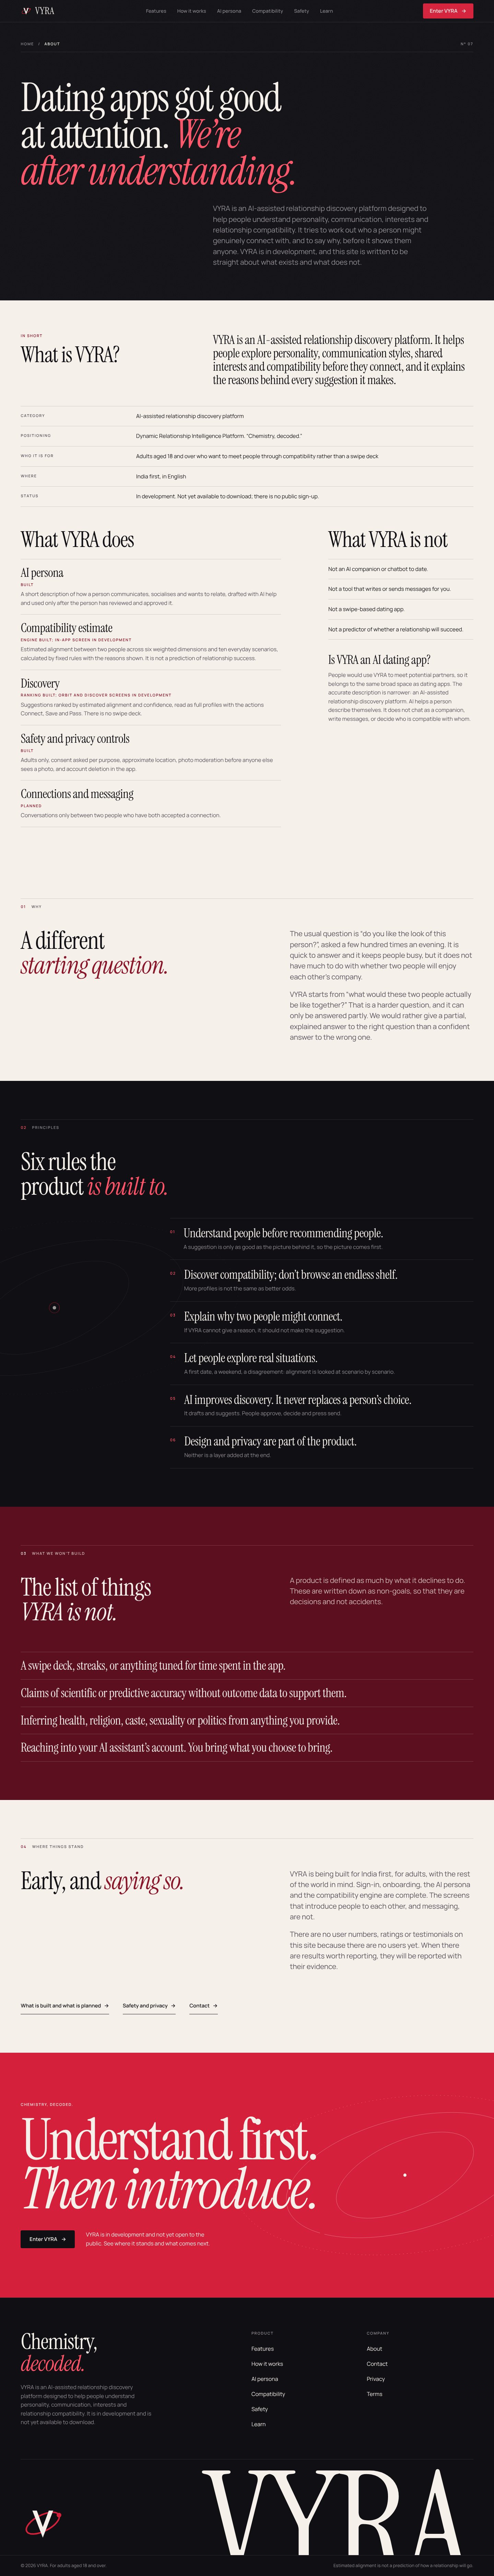 VYRA
Features How it works AI persona Compatibility Safety Learn
Enter VYRA →
HOME / ABOUT
Nº 07
Dating apps got good
at attention. We're
after understanding.
VYRA is an AI-assisted relationship discovery platform designed to
help people understand personality, communication, interests and
relationship compatibility. It tries to work out who a person might
genuinely connect with, and to say why, before it shows them
anyone. VYRA is in development, and this site is written to be
straight about what exists and what does not.
IN SHORT
What is VYRA?
VYRA is an AI-assisted relationship discovery platform. It helps
people explore personality, communication styles, shared
interests and compatibility before they connect, and it explains
the reasons behind every suggestion it makes.
CATEGORY
AI-assisted relationship discovery platform
POSITIONING
Dynamic Relationship Intelligence Platform. "Chemistry, decoded."
WHO IT IS FOR
Adults aged 18 and over who want to meet people through compatibility rather than a swipe deck
WHERE
India first, in English
STATUS
In development. Not yet available to download; there is no public sign-up.
What VYRA does
AI persona
BUILT
A short description of how a person communicates, socialises and wants to relate, drafted with AI help
and used only after the person has reviewed and approved it.
Compatibility estimate
ENGINE BUILT; IN-APP SCREEN IN DEVELOPMENT
Estimated alignment between two people across six weighted dimensions and ten everyday scenarios,
calculated by fixed rules with the reasons shown. It is not a prediction of relationship success.
Discovery
RANKING BUILT; ORBIT AND DISCOVER SCREENS IN DEVELOPMENT
Suggestions ranked by estimated alignment and confidence, read as full profiles with the actions
Connect, Save and Pass. There is no swipe deck.
Safety and privacy controls
BUILT
Adults only, consent asked per purpose, approximate location, photo moderation before anyone else
sees a photo, and account deletion in the app.
Connections and messaging
PLANNED
Conversations only between two people who have both accepted a connection.
What VYRA is not
Not an AI companion or chatbot to date.
Not a tool that writes or sends messages for you.
Not a swipe-based dating app.
Not a predictor of whether a relationship will succeed.
Is VYRA an AI dating app?
People would use VYRA to meet potential partners, so it
belongs to the same broad space as dating apps. The
accurate description is narrower: an AI-assisted
relationship discovery platform. AI helps a person
describe themselves. It does not chat as a companion,
write messages, or decide who is compatible with whom.
01 WHY
A different
starting question.
The usual question is "do you like the look of this
person?", asked a few hundred times an evening. It is
quick to answer and it keeps people busy, but it does not
have much to do with whether two people will enjoy
each other's company.
VYRA starts from "what would these two people actually
be like together?" That is a harder question, and it can
only be answered partly. We would rather give a partial,
explained answer to the right question than a confident
answer to the wrong one.
02 PRINCIPLES
Six rules the
product is built to.
01 Understand people before recommending people.
A suggestion is only as good as the picture behind it, so the picture comes first.
02 Discover compatibility; don't browse an endless shelf.
More profiles is not the same as better odds.
03 Explain why two people might connect.
If VYRA cannot give a reason, it should not make the suggestion.
04 Let people explore real situations.
A first date, a weekend, a disagreement: alignment is looked at scenario by scenario.
05 AI improves discovery. It never replaces a person's choice.
It drafts and suggests. People approve, decide and press send.
06 Design and privacy are part of the product.
Neither is a layer added at the end.
03 WHAT WE WON'T BUILD
The list of things
VYRA is not.
A product is defined as much by what it declines to do.
These are written down as non-goals, so that they are
decisions and not accidents.
A swipe deck, streaks, or anything tuned for time spent in the app.
Claims of scientific or predictive accuracy without outcome data to support them.
Inferring health, religion, caste, sexuality or politics from anything you provide.
Reaching into your AI assistant's account. You bring what you choose to bring.
04 WHERE THINGS STAND
Early, and saying so.
VYRA is being built for India first, for adults, with the rest
of the world in mind. Sign-in, onboarding, the AI persona
and the compatibility engine are complete. The screens
that introduce people to each other, and messaging,
are not.
There are no user numbers, ratings or testimonials on
this site because there are no users yet. When there
are results worth reporting, they will be reported with
their evidence.
What is built and what is planned → Safety and privacy → Contact →
CHEMISTRY, DECODED
Understand first.
Then introduce.
Enter VYRA →
VYRA is in development and not yet open to the
public. See where it stands and what comes next.
Chemistry,
decoded.
VYRA is an AI-assisted relationship discovery
platform designed to help people understand
personality, communication, interests and
relationship compatibility. It is in development and
not yet available to download.
PRODUCT
Features
How it works
AI persona
Compatibility
Safety
Learn
COMPANY
About
Contact
Privacy
Terms
VYRA
© 2026 VYRA. For adults aged 18 and over.
Estimated alignment is not a prediction of how a relationship will go.